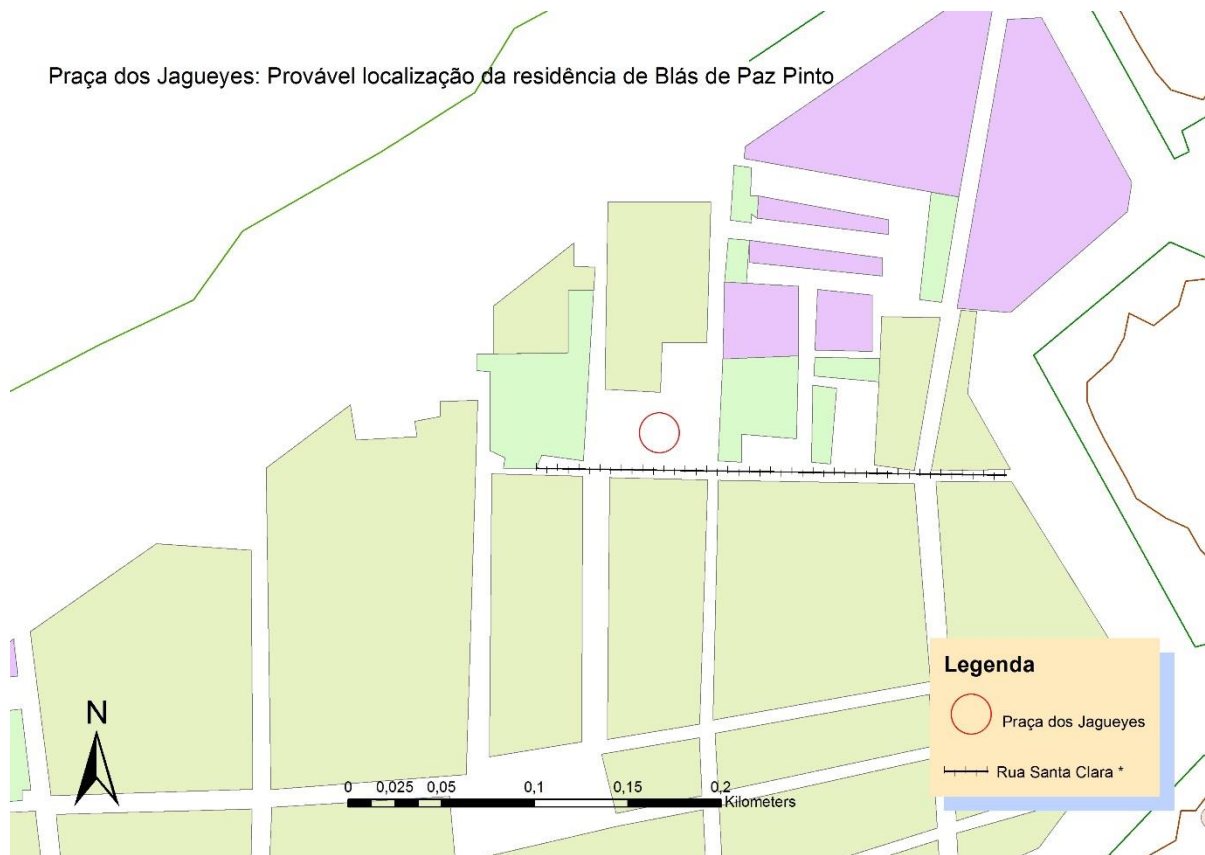 Praça dos Jagueyes: Provável localização da residência de Blás de Paz Pinto
N
0 0,025 0,05 0,1 0,15 0,2
Kilometers
Legenda
Praça dos Jagueyes
Rua Santa Clara *